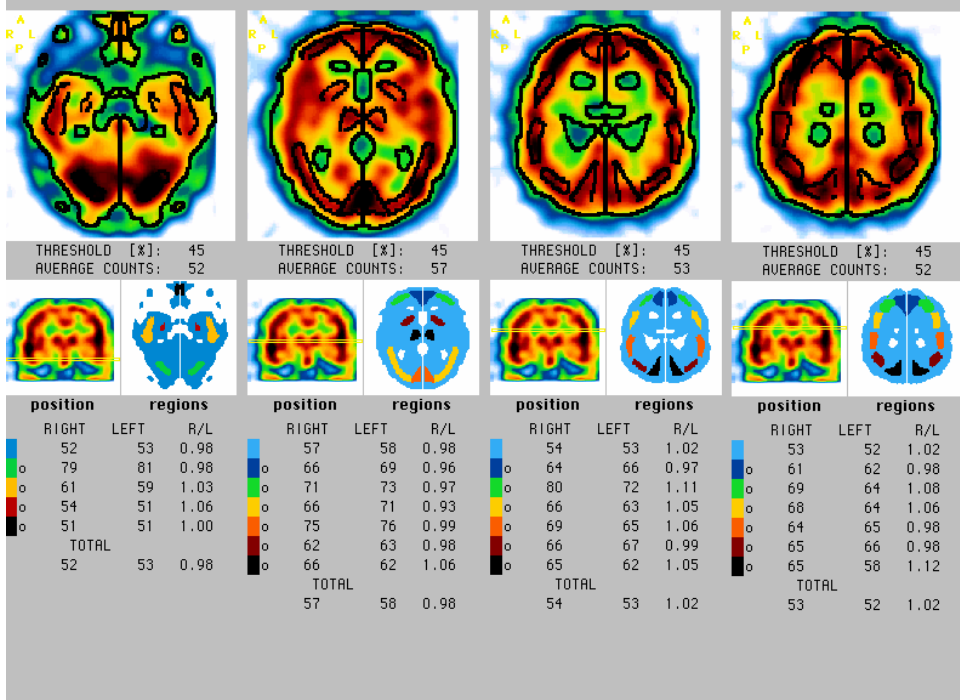 A
R L
P
A
R L
P
A
R L
P
A
R L
P
THRESHOLD [%]: 45
AVERAGE COUNTS: 52
THRESHOLD [%]: 45
AVERAGE COUNTS: 57
THRESHOLD [%]: 45
AVERAGE COUNTS: 53
THRESHOLD [%]: 45
AVERAGE COUNTS: 52
position regions
RIGHT LEFT R/L
52 53 0.98
o 79 81 0.98
o 61 59 1.03
o 54 51 1.06
o 51 51 1.00
TOTAL
52 53 0.98
position regions
RIGHT LEFT R/L
57 58 0.98
o 66 69 0.96
o 71 73 0.97
o 66 71 0.93
o 75 76 0.99
o 62 63 0.98
o 66 62 1.06
TOTAL
57 58 0.98
position regions
RIGHT LEFT R/L
54 53 1.02
o 64 66 0.97
o 80 72 1.11
o 66 63 1.05
o 69 65 1.06
o 66 67 0.99
o 65 62 1.05
TOTAL
54 53 1.02
position regions
RIGHT LEFT R/L
53 52 1.02
o 61 62 0.98
o 69 64 1.08
o 68 64 1.06
o 64 65 0.98
o 65 66 0.98
o 65 58 1.12
TOTAL
53 52 1.02